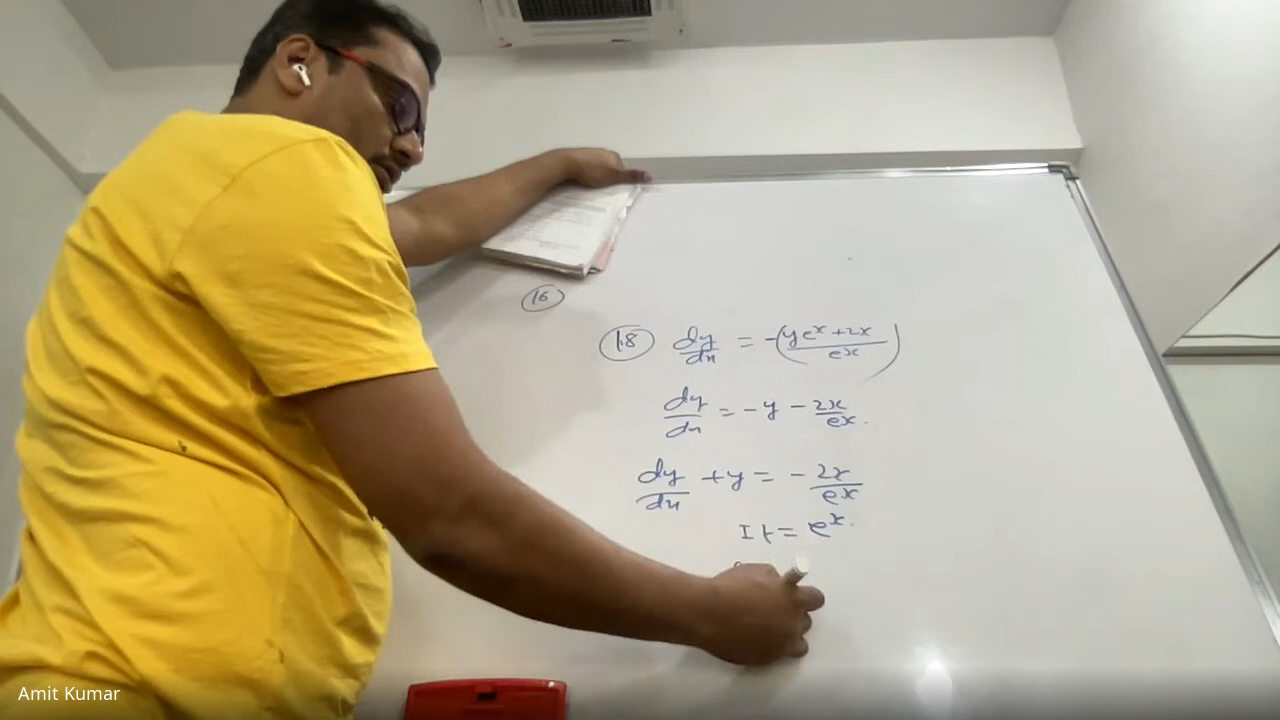 16
18 dy/dx = -(ye^x+2x / e^x)
dy/dx = -y - 2x/e^x.
dy/dx + y = - 2x/e^x
IF = e^x.
Amit Kumar